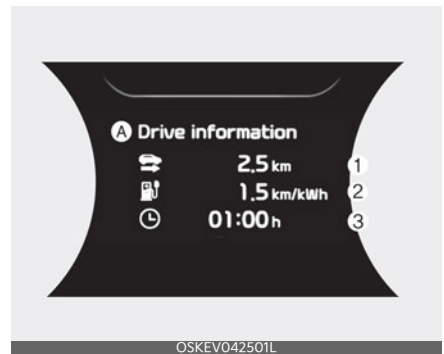 A Drive information
2.5 km 1
1.5 km/kWh 2
01:00 h 3
OSKEV042501L